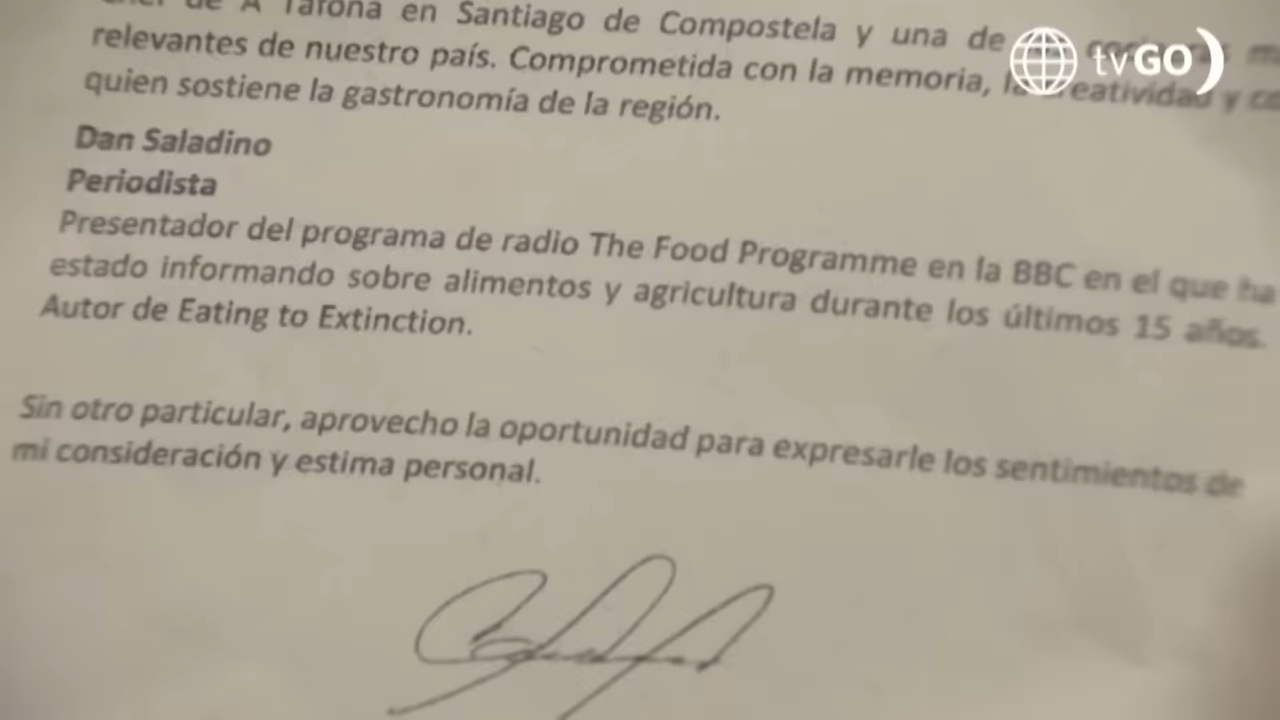 de A Tafona en Santiago de Compostela y una de
relevantes de nuestro país. Comprometida con la memoria, la creatividad y
quien sostiene la gastronomía de la región.
Dan Saladino
Periodista
Presentador del programa de radio The Food Programme en la BBC en el que ha
estado informando sobre alimentos y agricultura durante los últimos 15 años.
Autor de Eating to Extinction.
Sin otro particular, aprovecho la oportunidad para expresarle los sentimientos de
mi consideración y estima personal.
tvGO